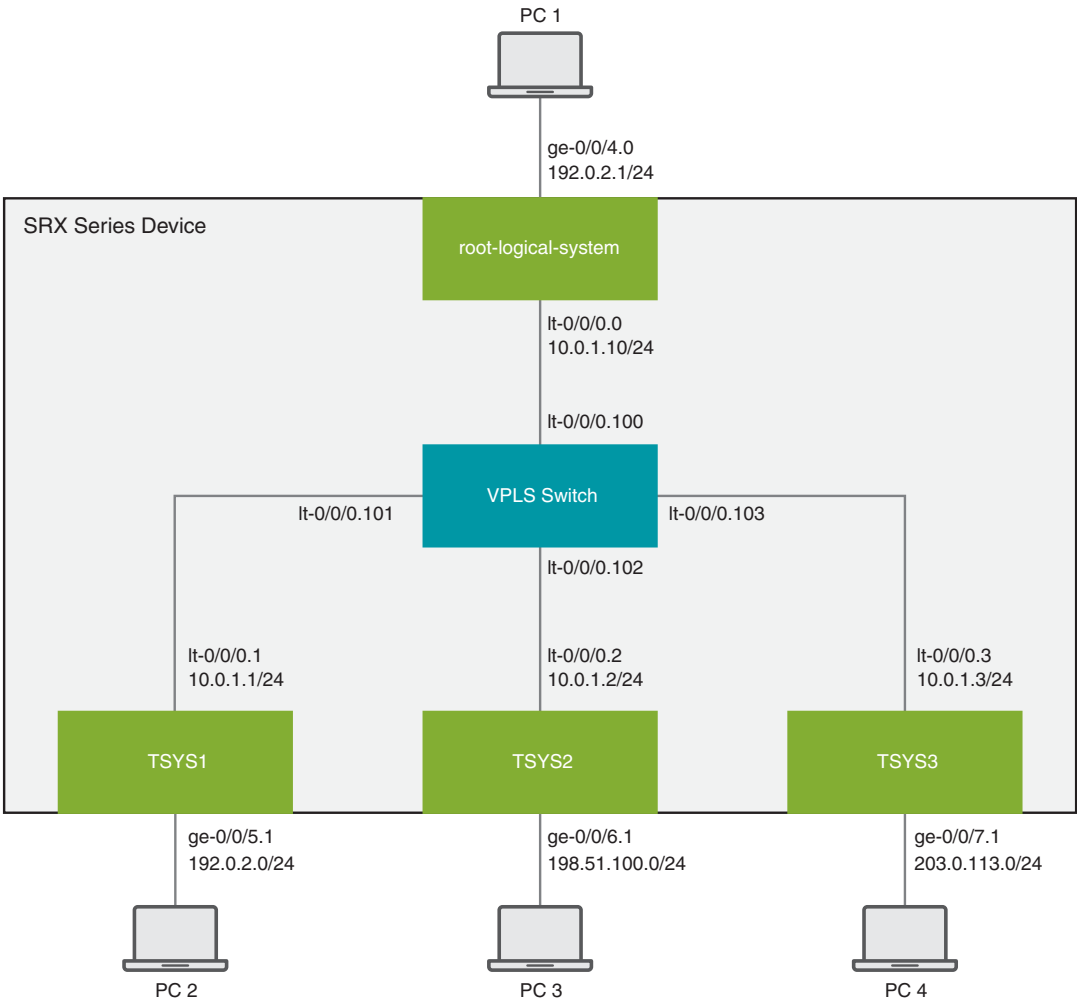 PC 1
ge-0/0/4.0
192.0.2.1/24
SRX Series Device
root-logical-system
lt-0/0/0.0
10.0.1.10/24
lt-0/0/0.100
VPLS Switch
lt-0/0/0.101
lt-0/0/0.103
lt-0/0/0.102
lt-0/0/0.1
10.0.1.1/24
lt-0/0/0.2
10.0.1.2/24
lt-0/0/0.3
10.0.1.3/24
TSYS1
TSYS2
TSYS3
ge-0/0/5.1
192.0.2.0/24
ge-0/0/6.1
198.51.100.0/24
ge-0/0/7.1
203.0.113.0/24
PC 2
PC 3
PC 4